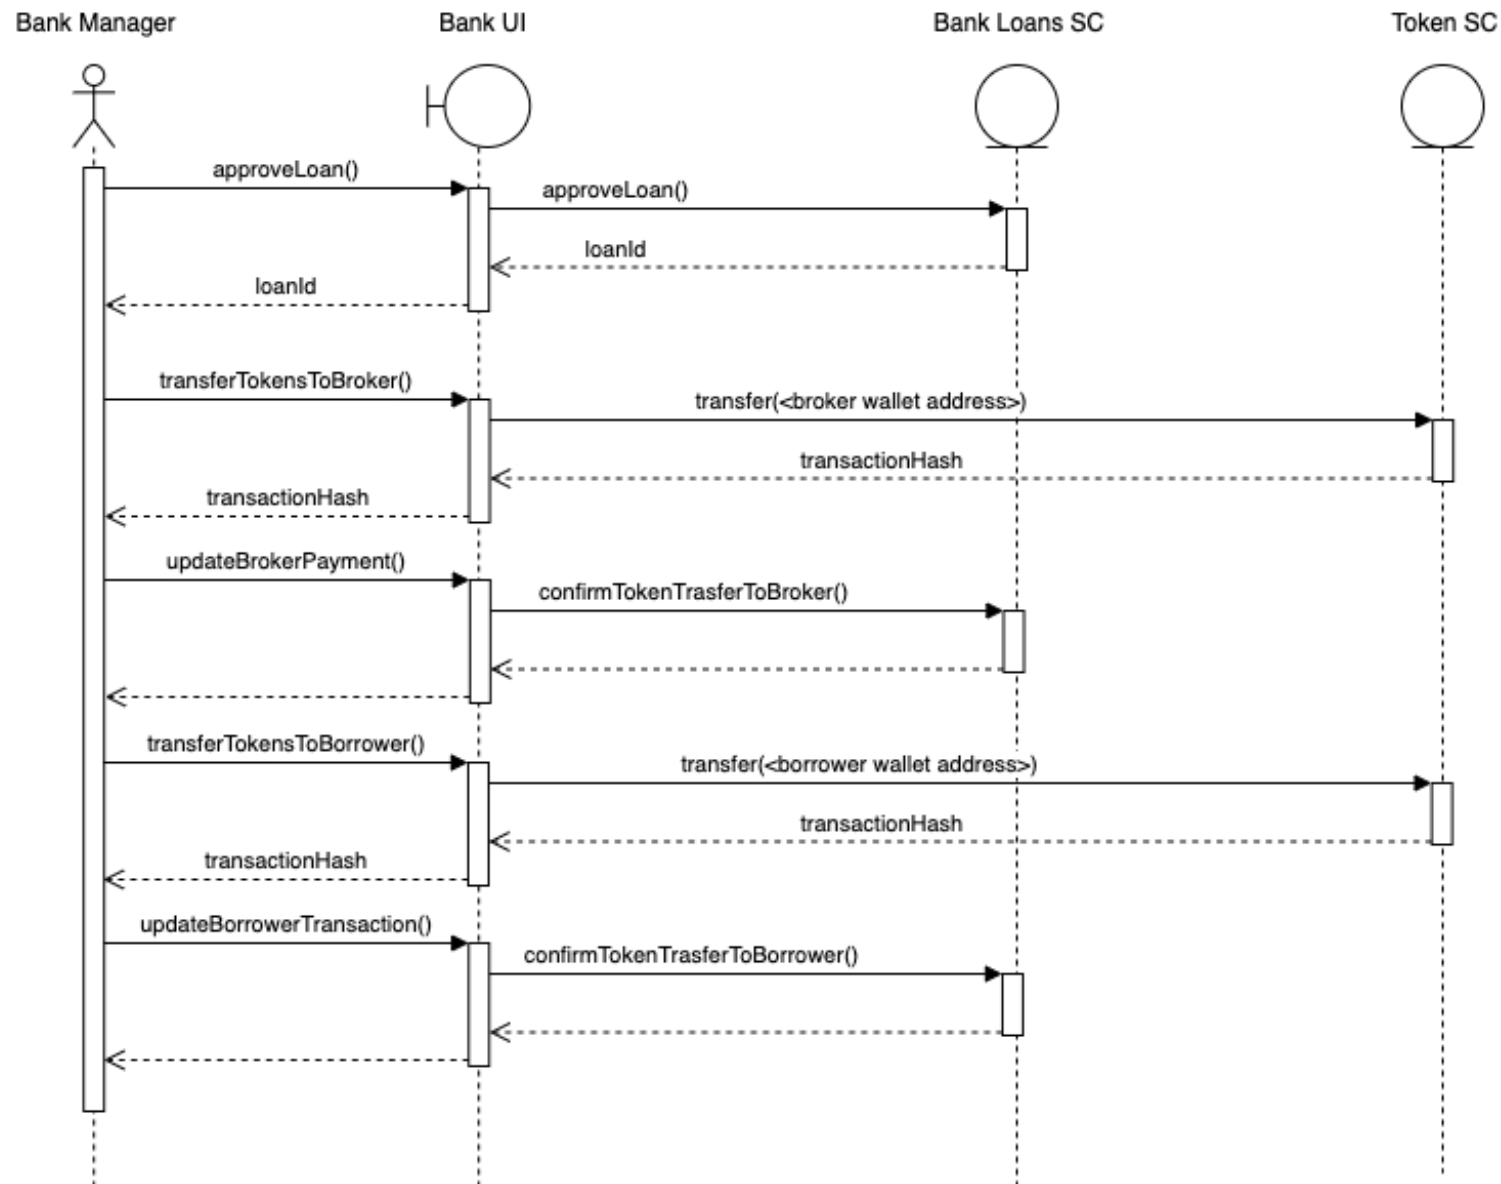 Bank Manager
Bank UI
Bank Loans SC
Token SC
approveLoan()
approveLoan()
loanId
loanId
transferTokensToBroker()
transfer(<broker wallet address>)
transactionHash
transactionHash
updateBrokerPayment()
confirmTokenTrasferToBroker()
transferTokensToBorrower()
transfer(<borrower wallet address>)
transactionHash
transactionHash
updateBorrowerTransaction()
confirmTokenTrasferToBorrower()